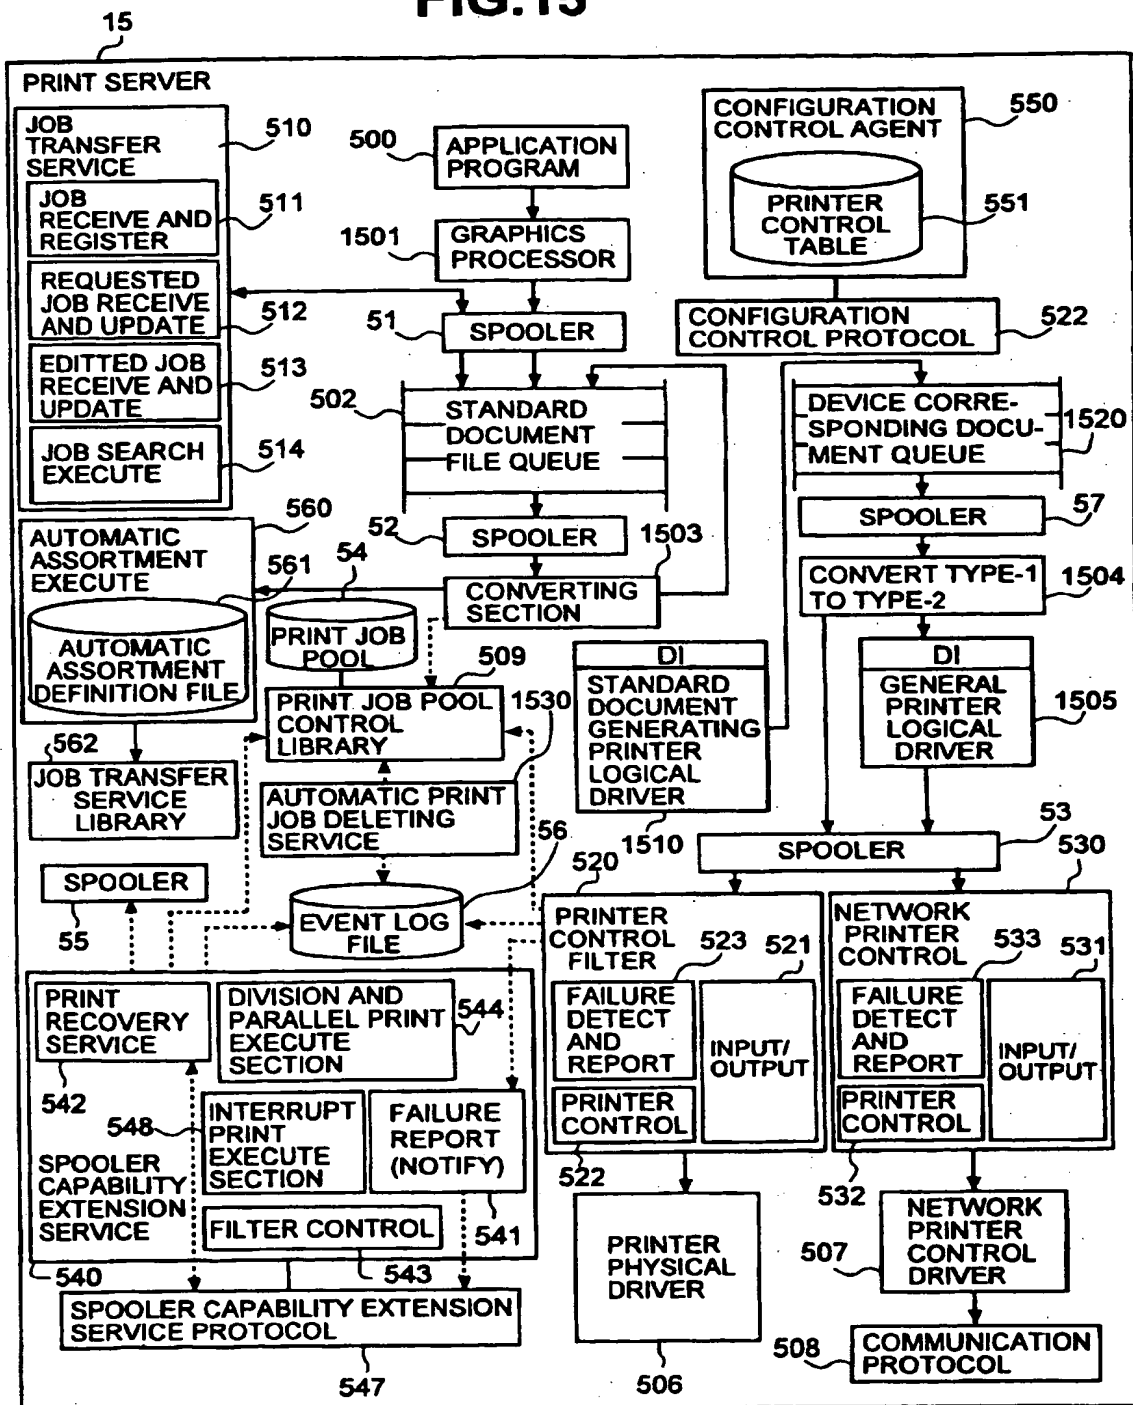 FIG.15
15
PRINT SERVER
JOB
TRANSFER
SERVICE
510
JOB
RECEIVE AND
REGISTER
511
REQUESTED
JOB RECEIVE
AND UPDATE
512
EDITTED JOB
RECEIVE AND
UPDATE
513
JOB SEARCH
EXECUTE
514
500
APPLICATION
PROGRAM
1501
GRAPHICS
PROCESSOR
51
SPOOLER
502
STANDARD
DOCUMENT
FILE QUEUE
52
SPOOLER
1503
CONVERTING
SECTION
CONFIGURATION
CONTROL AGENT
550
PRINTER
CONTROL
TABLE
551
CONFIGURATION
CONTROL PROTOCOL
522
DEVICE CORRE-
SPONDING DOCU-
MENT QUEUE
1520
SPOOLER
57
CONVERT TYPE-1
TO TYPE-2
1504
DI
GENERAL
PRINTER
LOGICAL
DRIVER
1505
560
AUTOMATIC
ASSORTMENT
EXECUTE
561
AUTOMATIC
ASSORTMENT
DEFINITION FILE
562
JOB TRANSFER
SERVICE
LIBRARY
54
PRINT JOB
POOL
509
PRINT JOB POOL
CONTROL
LIBRARY
1530
AUTOMATIC PRINT
JOB DELETING
SERVICE
DI
STANDARD
DOCUMENT
GENERATING
PRINTER
LOGICAL
DRIVER
1510
SPOOLER
53
SPOOLER
55
56
EVENT LOG
FILE
520
PRINTER
CONTROL
FILTER
523
521
FAILURE
DETECT
AND
REPORT
INPUT/
OUTPUT
PRINTER
CONTROL
522
530
NETWORK
PRINTER
CONTROL
533
531
FAILURE
DETECT
AND
REPORT
INPUT/
OUTPUT
PRINTER
CONTROL
532
PRINT
RECOVERY
SERVICE
542
DIVISION AND
PARALLEL PRINT
EXECUTE
SECTION
544
548
INTERRUPT
PRINT
EXECUTE
SECTION
FAILURE
REPORT
(NOTIFY)
541
SPOOLER
CAPABILITY
EXTENSION
SERVICE
FILTER CONTROL
543
540
SPOOLER CAPABILITY EXTENSION
SERVICE PROTOCOL
547
PRINTER
PHYSICAL
DRIVER
506
507
NETWORK
PRINTER
CONTROL
DRIVER
508
COMMUNICATION
PROTOCOL